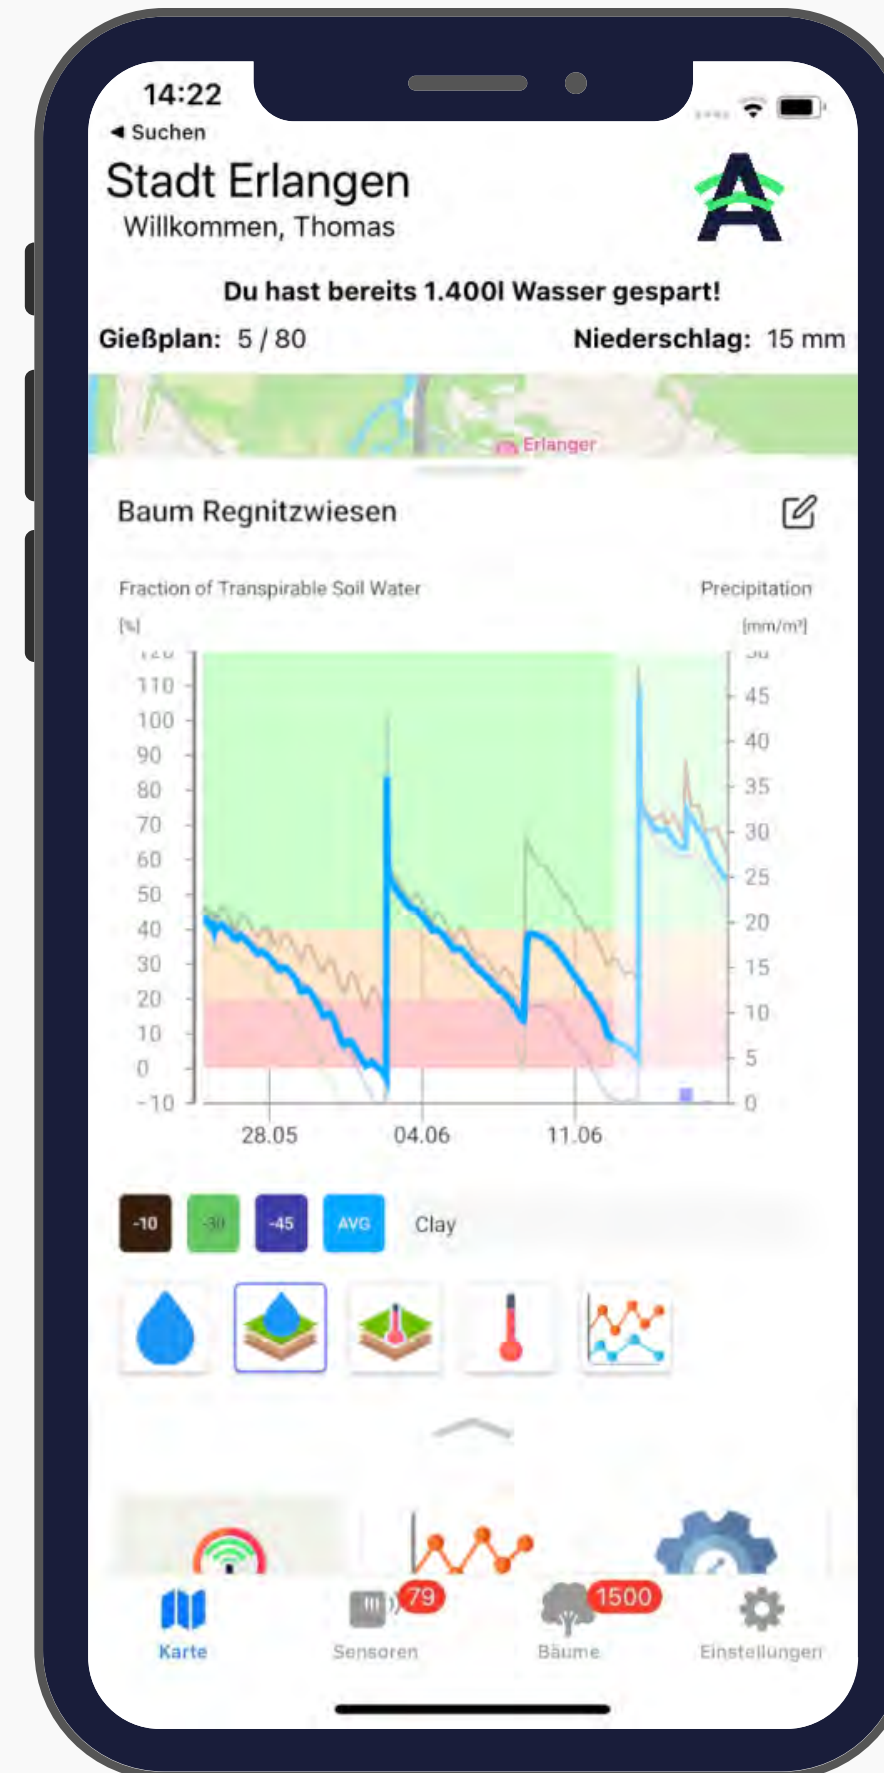 14:22
◀ Suchen
Stadt Erlangen
Willkommen, Thomas
Du hast bereits 1.400l Wasser gespart!
Gießplan: 5 / 80 Niederschlag: 15 mm
Erlanger
Baum Regnitzwiesen
Fraction of Transpirable Soil Water Precipitation
[%] [mm/m²]
120 50
110 45
100 40
90 35
80 30
70 25
60 20
50 15
40 10
30 5
20 0
10
0
-10
28.05 04.06 11.06
-10 -30 -45 AVG Clay
79 1500
Karte Sensoren Bäume Einstellungen